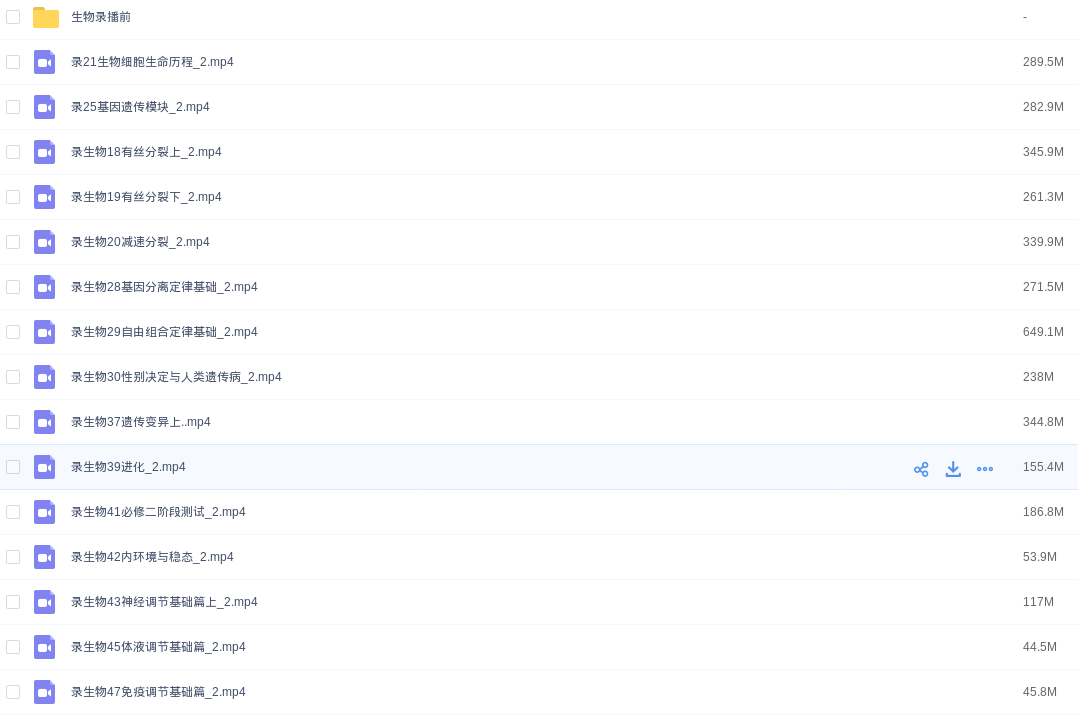 生物录播前 -
录21生物细胞生命历程_2.mp4 289.5M
录25基因遗传模块_2.mp4 282.9M
录生物18有丝分裂上_2.mp4 345.9M
录生物19有丝分裂下_2.mp4 261.3M
录生物20减速分裂_2.mp4 339.9M
录生物28基因分离定律基础_2.mp4 271.5M
录生物29自由组合定律基础_2.mp4 649.1M
录生物30性别决定与人类遗传病_2.mp4 238M
录生物37遗传变异上..mp4 344.8M
录生物39进化_2.mp4 155.4M
录生物41必修二阶段测试_2.mp4 186.8M
录生物42内环境与稳态_2.mp4 53.9M
录生物43神经调节基础篇上_2.mp4 117M
录生物45体液调节基础篇_2.mp4 44.5M
录生物47免疫调节基础篇_2.mp4 45.8M